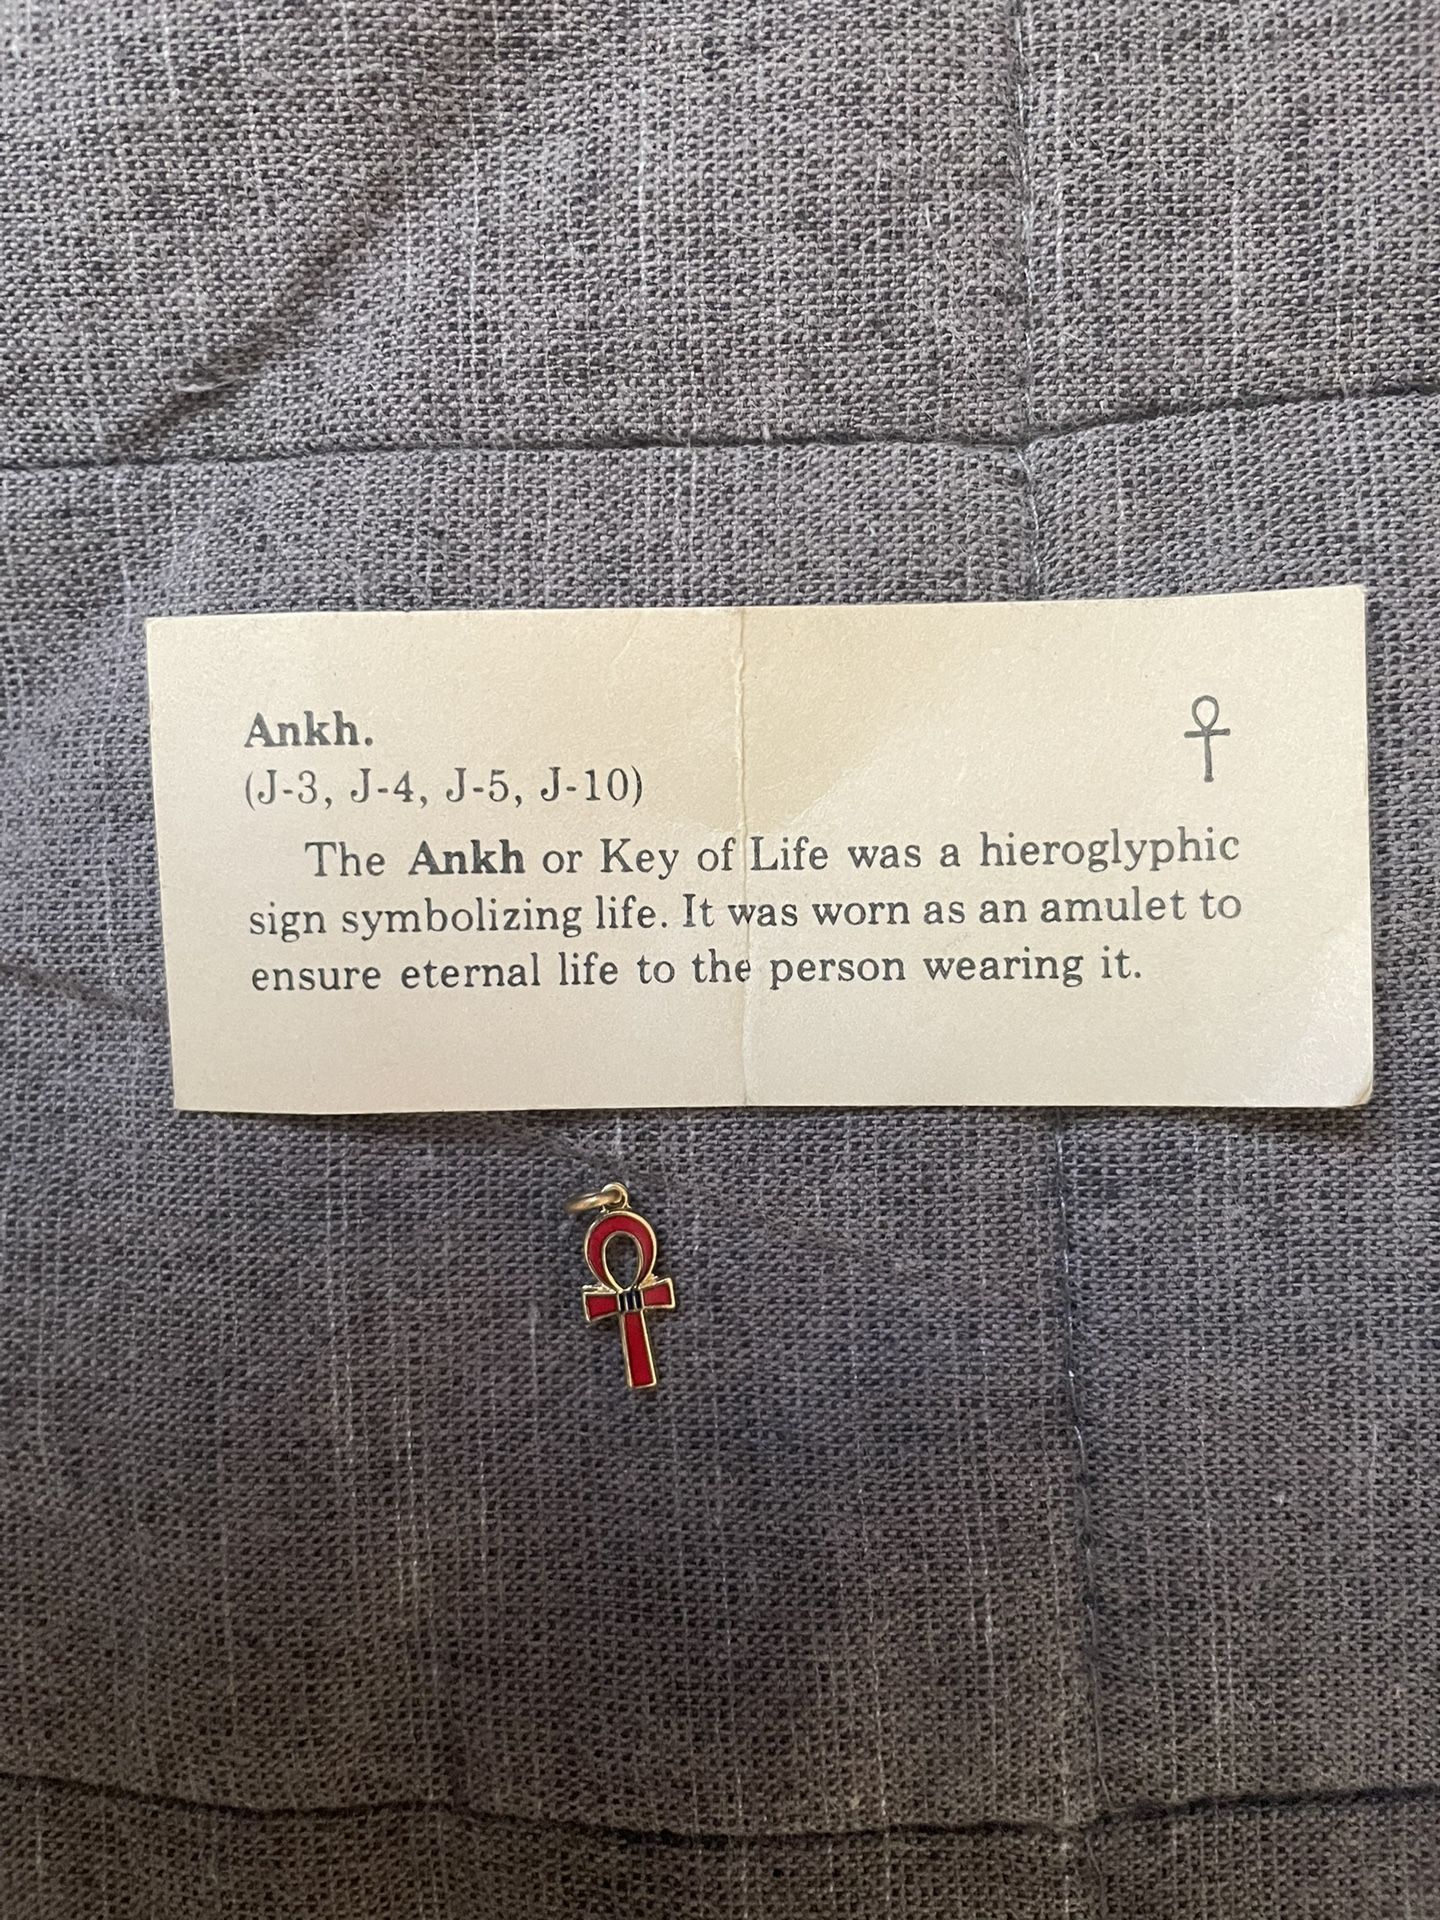 Ankh.
(J-3, J-4, J-5, J-10)
The Ankh or Key of Life was a hieroglyphic
sign symbolizing life. It was worn as an amulet to
ensure eternal life to the person wearing it.